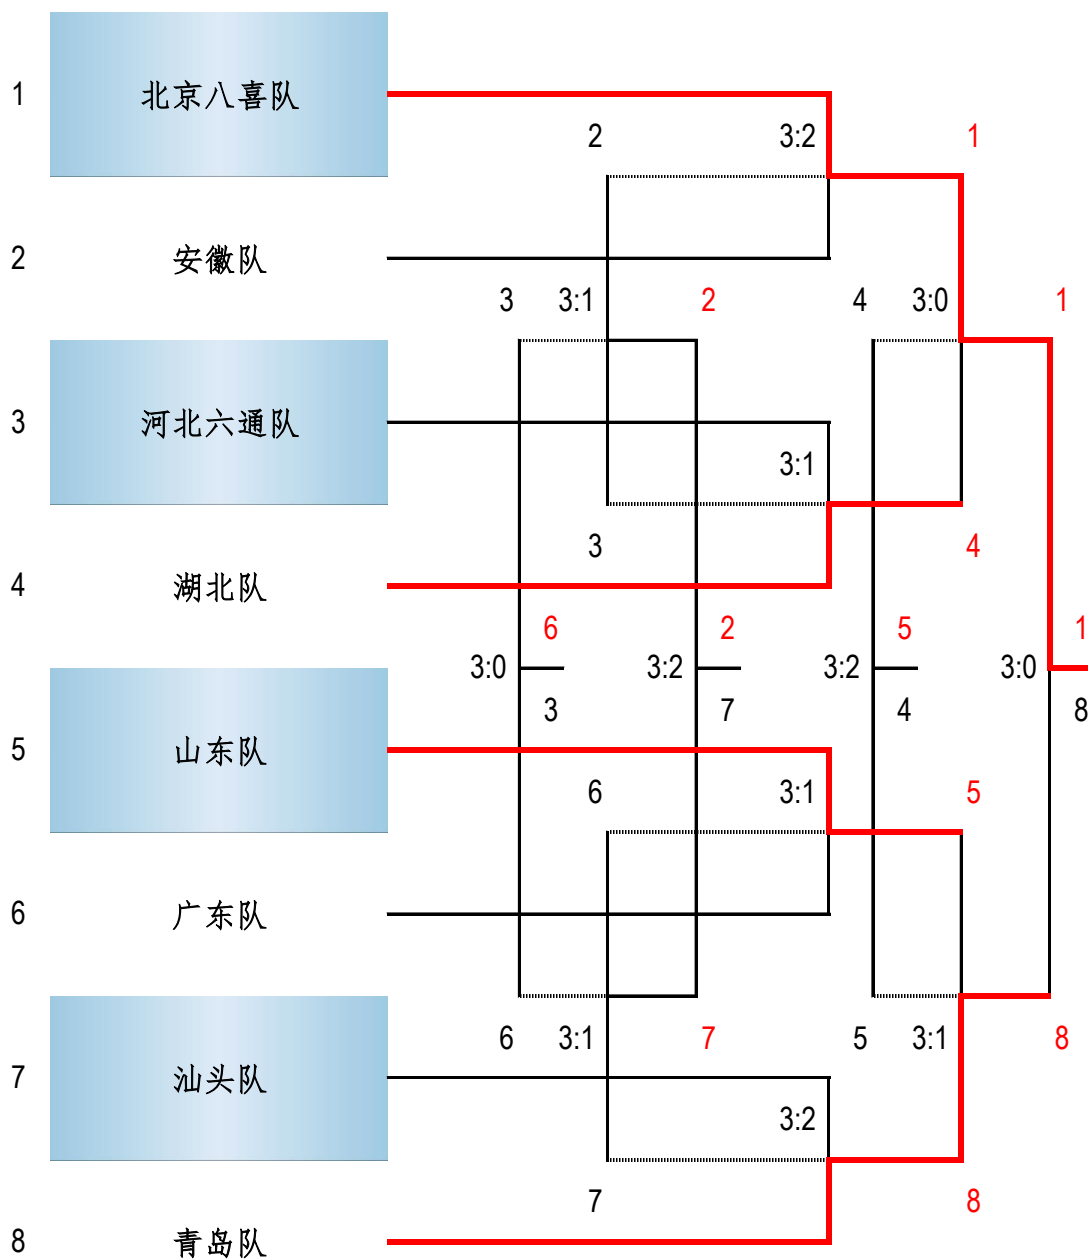 1 北京八喜队
2 3:2 1
2 安徽队
3 3:1 2 4 3:0 1
3 河北六通队
3:1
3 4
4 湖北队
6 2 5 1
3:0 3:2 3:2 3:0
3 7 4 8
5 山东队
6 3:1 5
6 广东队
6 3:1 7 5 3:1 8
7 汕头队
3:2
7 8
8 青岛队